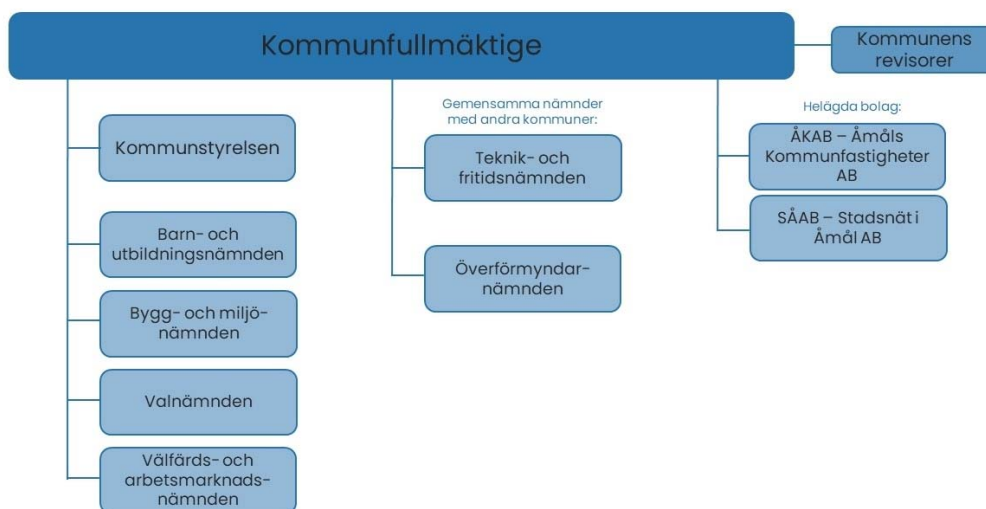 Kommunfullmäktige
Kommunens
revisorer
Kommunstyrelsen
Barn- och
utbildningsnämnden
Bygg- och miljö-
nämnden
Valnämnden
Välfärds- och
arbetsmarknads-
nämnden
Gemensamma nämnder
med andra kommuner:
Teknik- och
fritidsnämnden
Överförmyndar-
nämnden
Helägda bolag:
ÅKAB – Åmåls
Kommunfastigheter
AB
SÅAB – Stadsnät i
Åmål AB